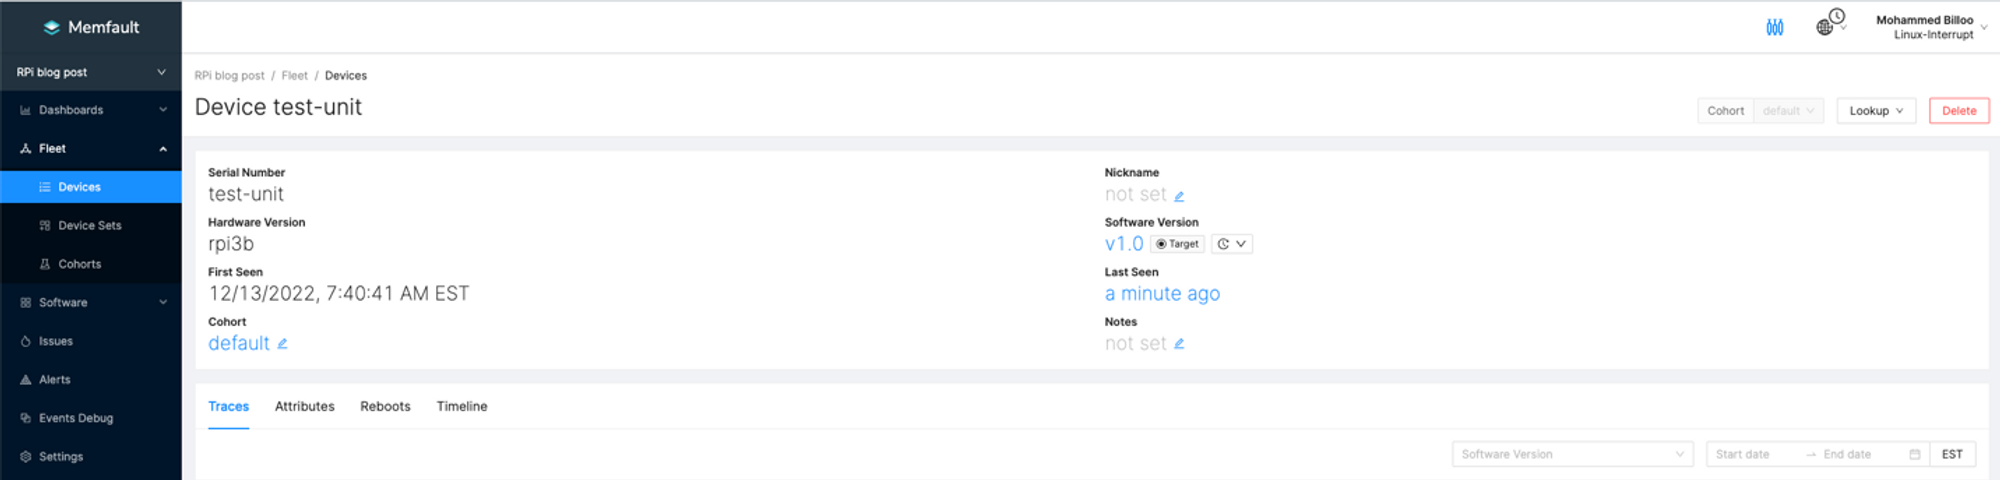 Memfault
Mohammed Billoo
Linux-Interrupt
RPi blog post
Dashboards
Fleet
Devices
Device Sets
Cohorts
Software
Issues
Alerts
Events Debug
Settings
RPi blog post / Fleet / Devices
Device test-unit
Cohort default Lookup Delete
Serial Number
test-unit
Hardware Version
rpi3b
First Seen
12/13/2022, 7:40:41 AM EST
Cohort
default
Nickname
not set
Software Version
v1.0 Target
Last Seen
a minute ago
Notes
not set
Traces Attributes Reboots Timeline
Software Version Start date → End date EST